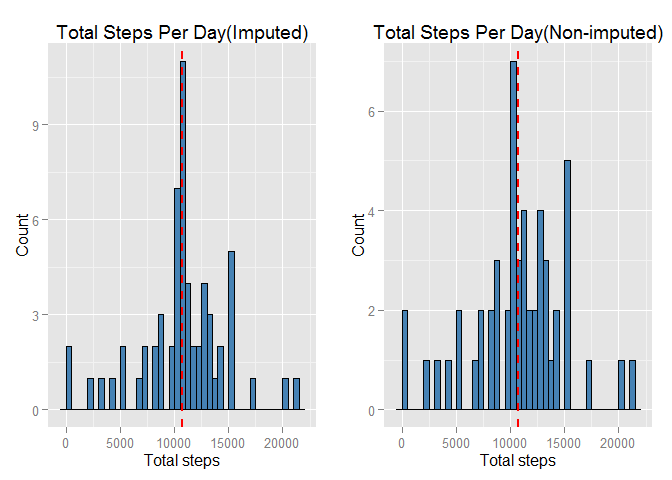 Total Steps Per Day(Imputed)
Count
9
6
3
0
0 5000 10000 15000 20000
Total steps
Total Steps Per Day(Non-imputed)
Count
6
4
2
0
0 5000 10000 15000 20000
Total steps